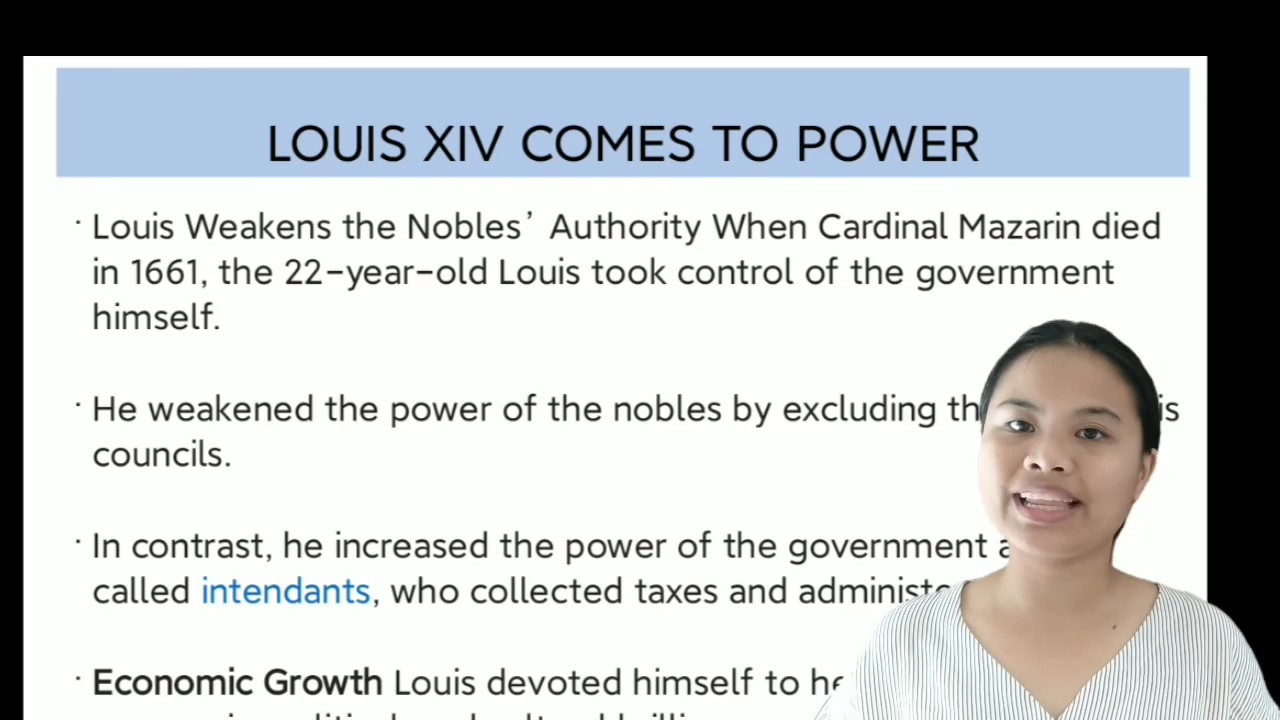 LOUIS XIV COMES TO POWER
· Louis Weakens the Nobles’ Authority When Cardinal Mazarin died
in 1661, the 22-year-old Louis took control of the government
himself.
· He weakened the power of the nobles by excluding
councils.
· In contrast, he increased the power of the government
called intendants, who collected taxes and
· Economic Growth Louis devoted himself to